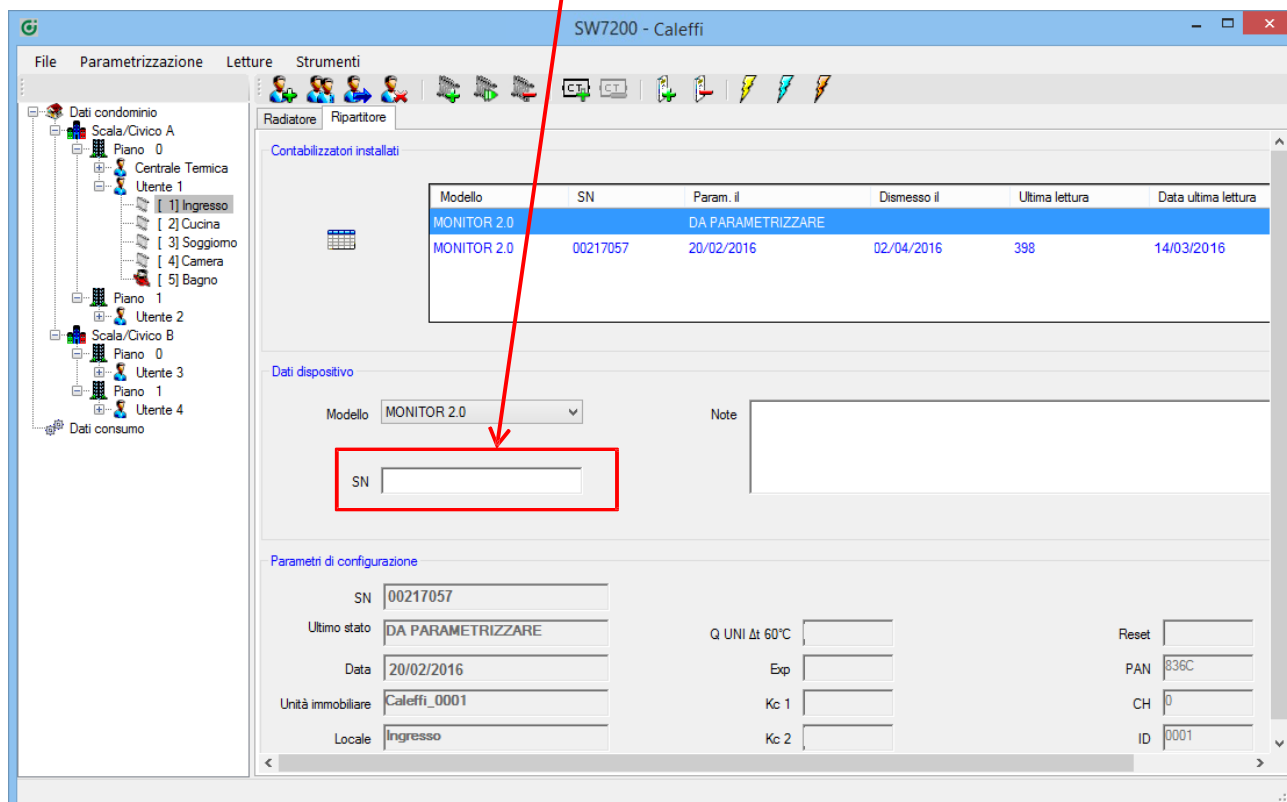 SW7200 - Caleffi
File Parametrizzazione Letture Strumenti
CT CT
Dati condominio
Scala/Civico A
Piano 0
Centrale Termica
Utente 1
[ 1] Ingresso
[ 2] Cucina
[ 3] Soggiorno
[ 4] Camera
[ 5] Bagno
Piano 1
Utente 2
Scala/Civico B
Piano 0
Utente 3
Piano 1
Utente 4
Dati consumo
Radiatore Ripartitore
Contabilizzatori installati
Modello SN Param. il Dismesso il Ultima lettura Data ultima lettura
MONITOR 2.0 DA PARAMETRIZZARE
MONITOR 2.0 00217057 20/02/2016 02/04/2016 398 14/03/2016
Dati dispositivo
Modello MONITOR 2.0 Note
SN
Parametri di configurazione
SN 00217057
Ultimo stato DA PARAMETRIZZARE Q UNI Δt 60°C Reset
Data 20/02/2016 Exp PAN 836C
Unità immobiliare Caleffi_0001 Kc 1 CH 0
Locale Ingresso Kc 2 ID 0001